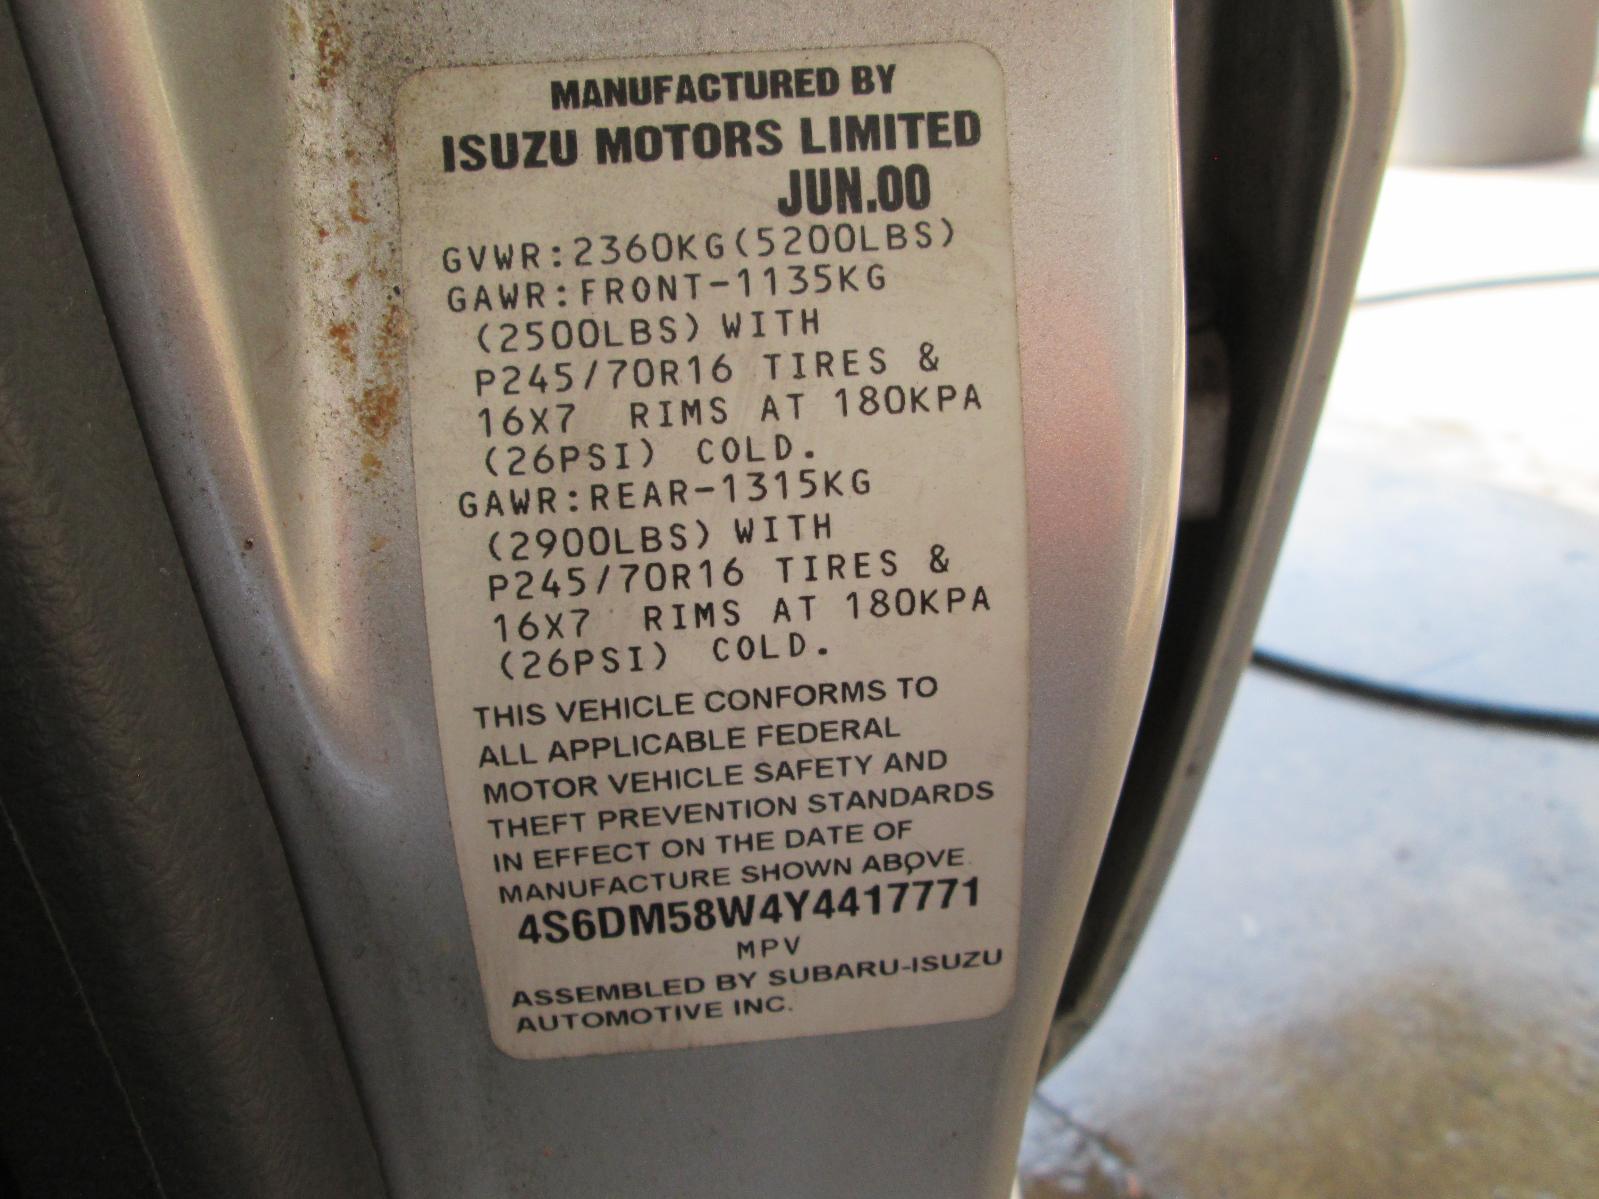 MANUFACTURED BY
ISUZU MOTORS LIMITED
JUN.00
GVWR:2360KG(5200LBS)
GAWR:FRONT-1135KG
(2500LBS) WITH
P245/70R16 TIRES &
16X7 RIMS AT 180KPA
(26PSI) COLD.
GAWR:REAR-1315KG
(2900LBS) WITH
P245/70R16 TIRES &
16X7 RIMS AT 180KPA
(26PSI) COLD.
THIS VEHICLE CONFORMS TO
ALL APPLICABLE FEDERAL
MOTOR VEHICLE SAFETY AND
THEFT PREVENTION STANDARDS
IN EFFECT ON THE DATE OF
MANUFACTURE SHOWN ABOVE.
4S6DM58W4Y4417771
MPV
ASSEMBLED BY SUBARU-ISUZU
AUTOMOTIVE INC.